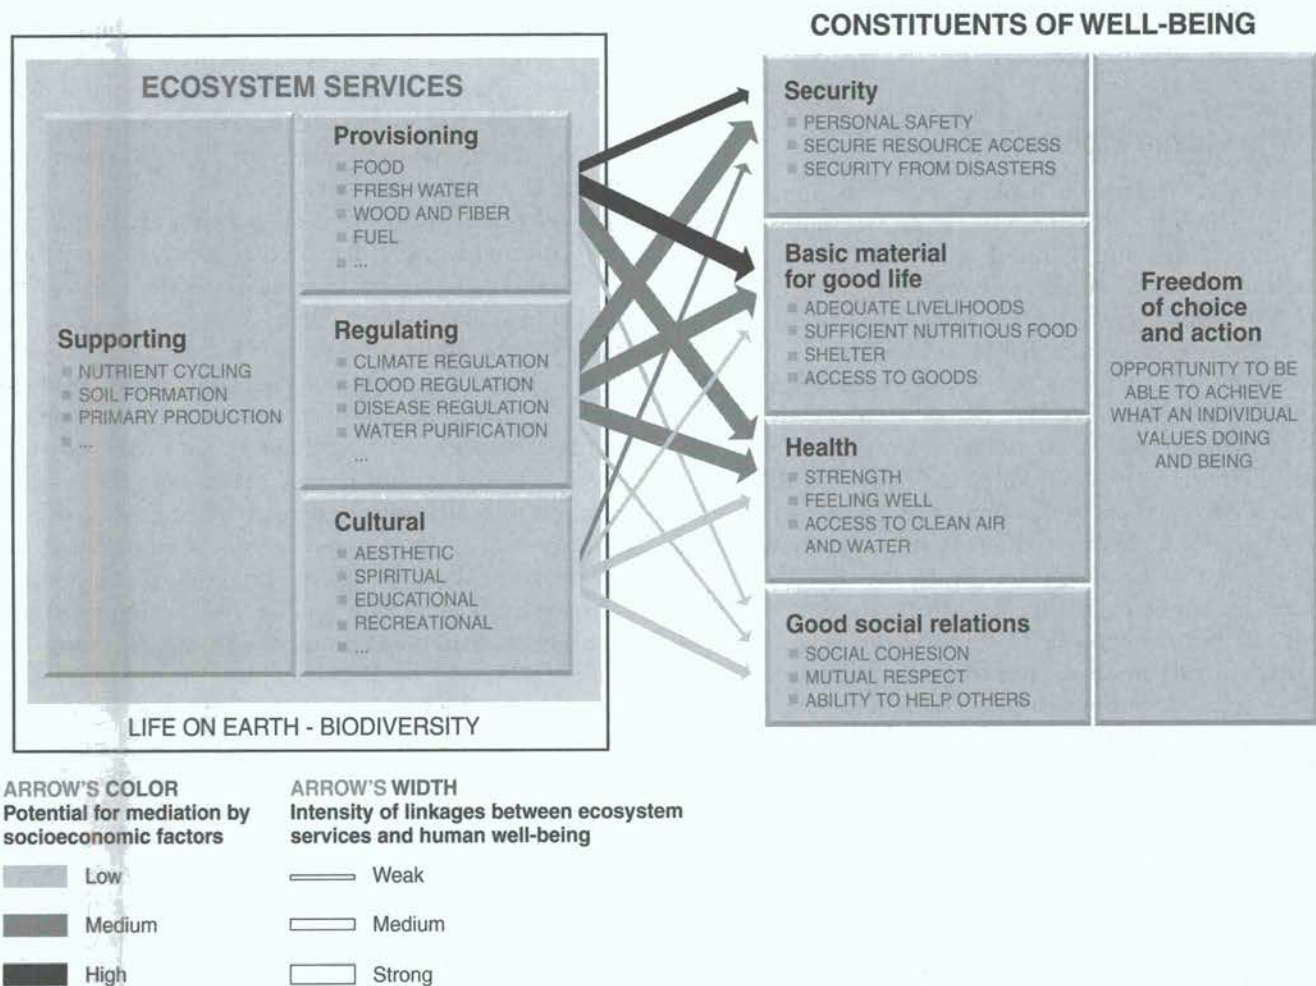 CONSTITUENTS OF WELL-BEING
ECOSYSTEM SERVICES
Supporting
NUTRIENT CYCLING
SOIL FORMATION
PRIMARY PRODUCTION
...
Provisioning
FOOD
FRESH WATER
WOOD AND FIBER
FUEL
...
Regulating
CLIMATE REGULATION
FLOOD REGULATION
DISEASE REGULATION
WATER PURIFICATION
...
Cultural
AESTHETIC
SPIRITUAL
EDUCATIONAL
RECREATIONAL
...
LIFE ON EARTH - BIODIVERSITY
Security
PERSONAL SAFETY
SECURE RESOURCE ACCESS
SECURITY FROM DISASTERS
Basic material
for good life
ADEQUATE LIVELIHOODS
SUFFICIENT NUTRITIOUS FOOD
SHELTER
ACCESS TO GOODS
Health
STRENGTH
FEELING WELL
ACCESS TO CLEAN AIR
AND WATER
Good social relations
SOCIAL COHESION
MUTUAL RESPECT
ABILITY TO HELP OTHERS
Freedom
of choice
and action
OPPORTUNITY TO BE
ABLE TO ACHIEVE
WHAT AN INDIVIDUAL
VALUES DOING
AND BEING
ARROW'S COLOR
Potential for mediation by
socioeconomic factors
Low
Medium
High
ARROW'S WIDTH
Intensity of linkages between ecosystem
services and human well-being
Weak
Medium
Strong